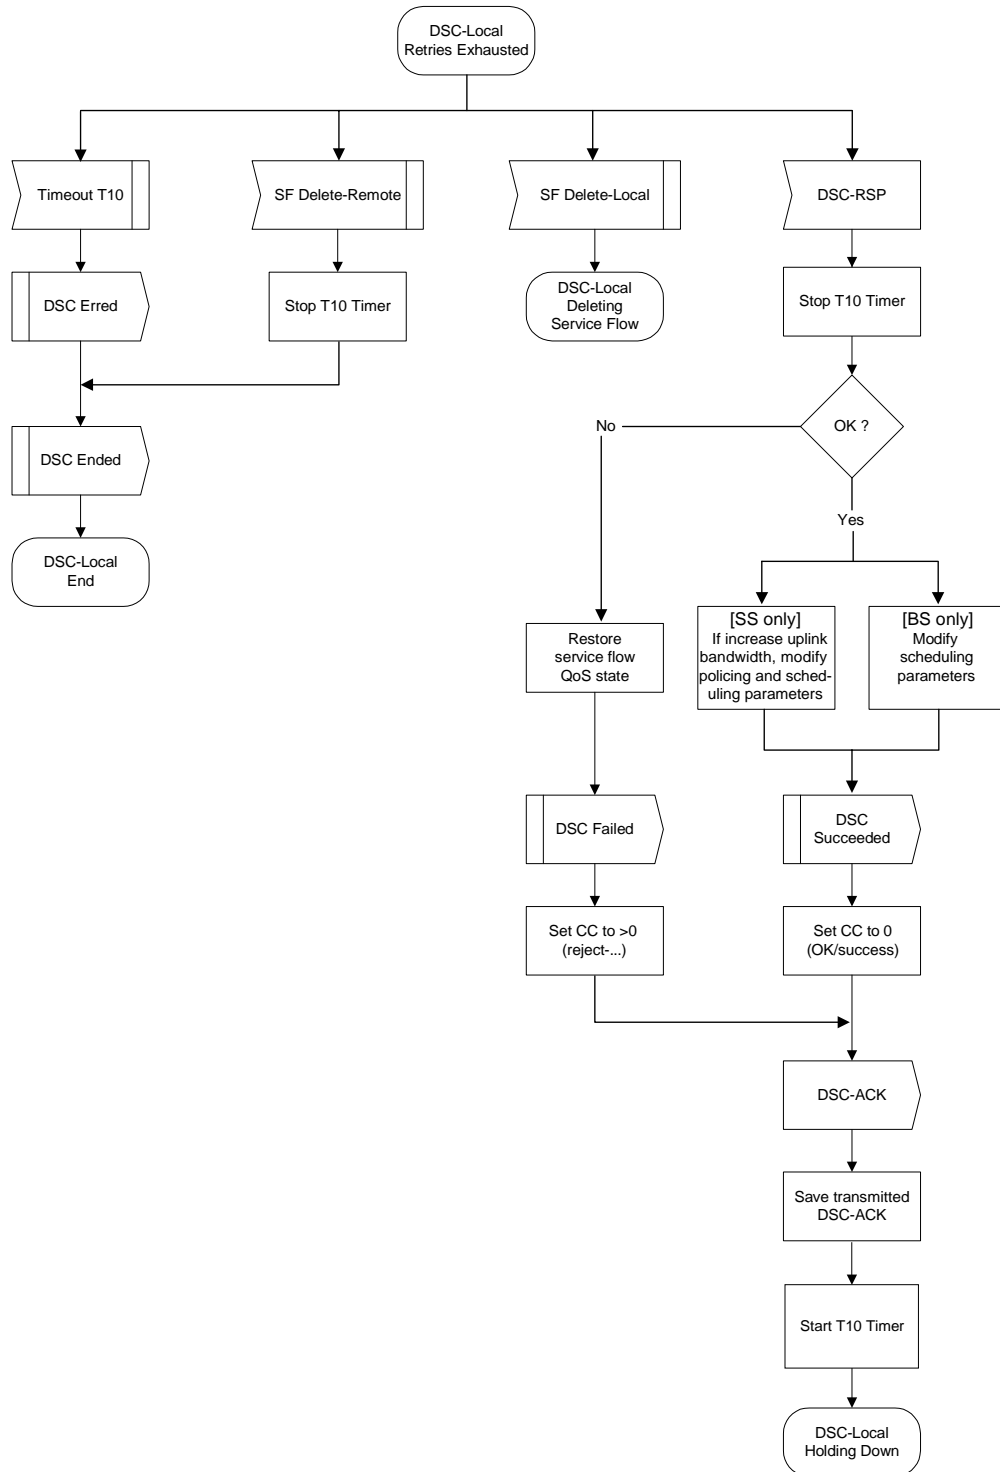 DSC-Local
Retries Exhausted
Timeout T10
SF Delete-Remote
SF Delete-Local
DSC-RSP
DSC Erred
Stop T10 Timer
DSC-Local
Deleting
Service Flow
Stop T10 Timer
OK ?
No
DSC Ended
Yes
DSC-Local
End
[SS only]
If increase uplink
bandwidth, modify
policing and sched-
uling parameters
[BS only]
Modify
scheduling
parameters
Restore
service flow
QoS state
DSC Failed
DSC
Succeeded
Set CC to >0
(reject-...)
Set CC to 0
(OK/success)
DSC-ACK
Save transmitted
DSC-ACK
Start T10 Timer
DSC-Local
Holding Down